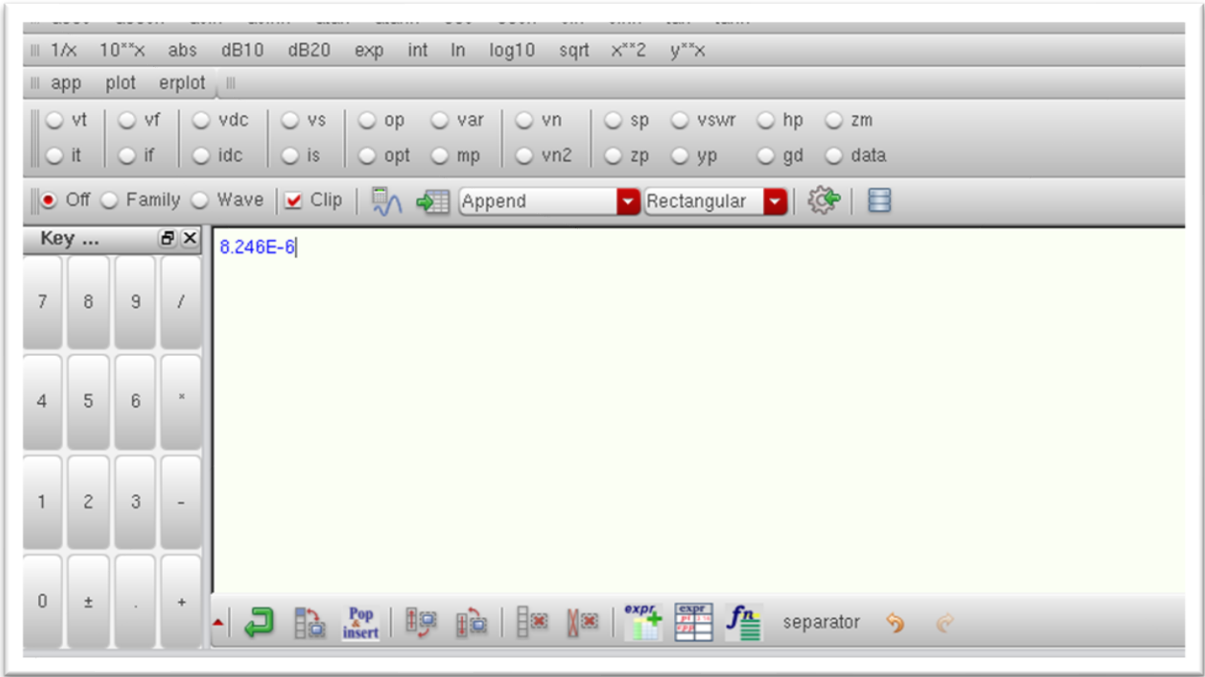 1/x 10**x abs dB10 dB20 exp int ln log10 sqrt x**2 y**x
app plot erplot
vt vf vdc vs op var vn sp vswr hp zm
it if idc is opt mp vn2 zp yp gd data
Off Family Wave Clip Append Rectangular
Key ...
8.246E-6
7 8 9 /
4 5 6 *
1 2 3 -
0 ± . +
Pop & insert expr expr fn separator